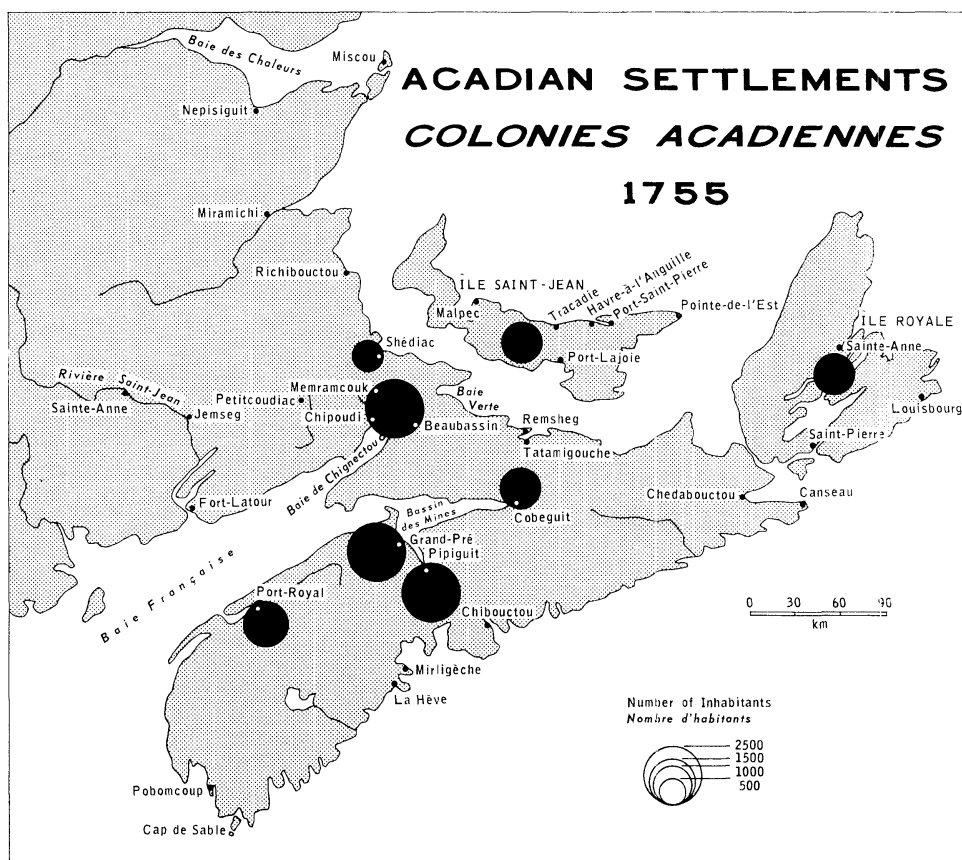 ACADIAN SETTLEMENTS
COLONIES ACADIENNES
1755
Baie des Chaleurs
Miscou
Nepisiguit
Miramichi
Richibouctou
ÎLE SAINT-JEAN
Malpec
Tracadie
Havre-à-l'Anguille
Port-Saint-Pierre
Pointe-de-l'Est
Port-Lajoie
ÎLE ROYALE
Sainte-Anne
Louisbourg
Saint-Pierre
Shédiac
Rivière Saint-Jean
Sainte-Anne
Jemseg
Petitcoudiac
Memramcouk
Chipoudi
Beaubassin
Baie
Verte
Remsheg
Tatamigouche
Baie de Chignectou
Fort-Latour
Bassin
des Mines
Cobeguit
Chedabouctou
Canseau
Grand-Pré
Pipiguit
Baie Française
Port-Royal
Chibouctou
0 30 60 90
km
Mirligèche
La Hève
Pobomcoup
Cap de Sable
Number of Inhabitants
Nombre d'habitants
2500
1500
1000
500